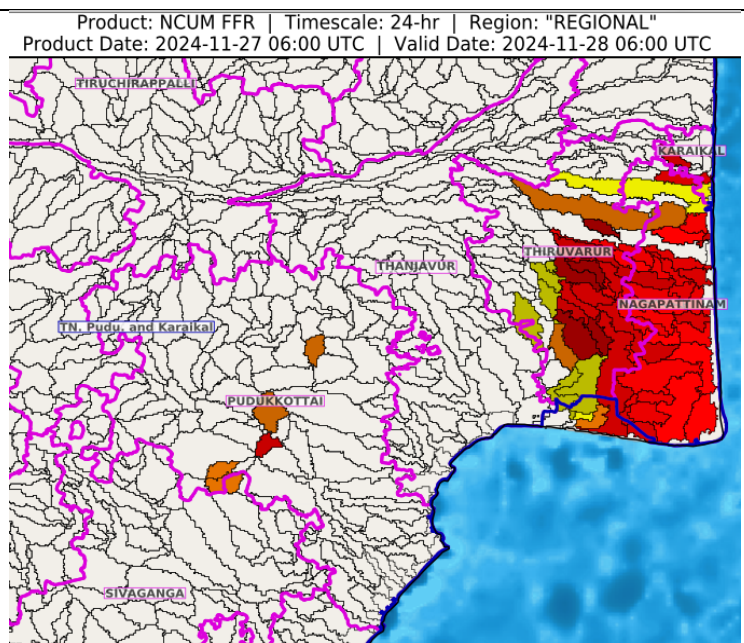 Product: NCUM FFR | Timescale: 24-hr | Region: "REGIONAL"
Product Date: 2024-11-27 06:00 UTC | Valid Date: 2024-11-28 06:00 UTC
TIRUCHIRAPPALLI
KARAIKAL
THIRUVARUR
THANJAVUR
NAGAPATTINAM
TN. Pudu. and Karaikal
PUDUKKOTTAI
SIVAGANGA